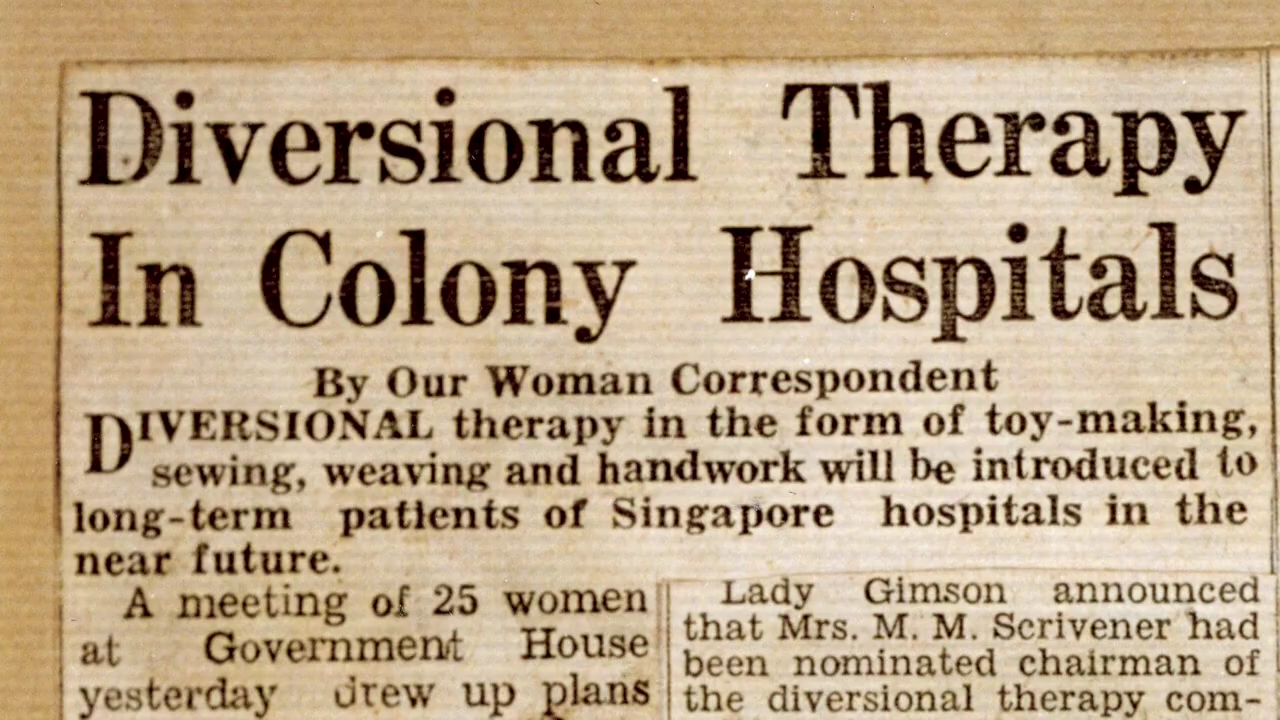 Diversional Therapy
In Colony Hospitals
By Our Woman Correspondent
DIVERSIONAL therapy in the form of toy-making,
sewing, weaving and handwork will be introduced to
long-term patients of Singapore hospitals in the
near future.
A meeting of 25 women
at Government House
yesterday drew up plans
Lady Gimson announced
that Mrs. M. M. Scrivener had
been nominated chairman of
the diversional therapy com-